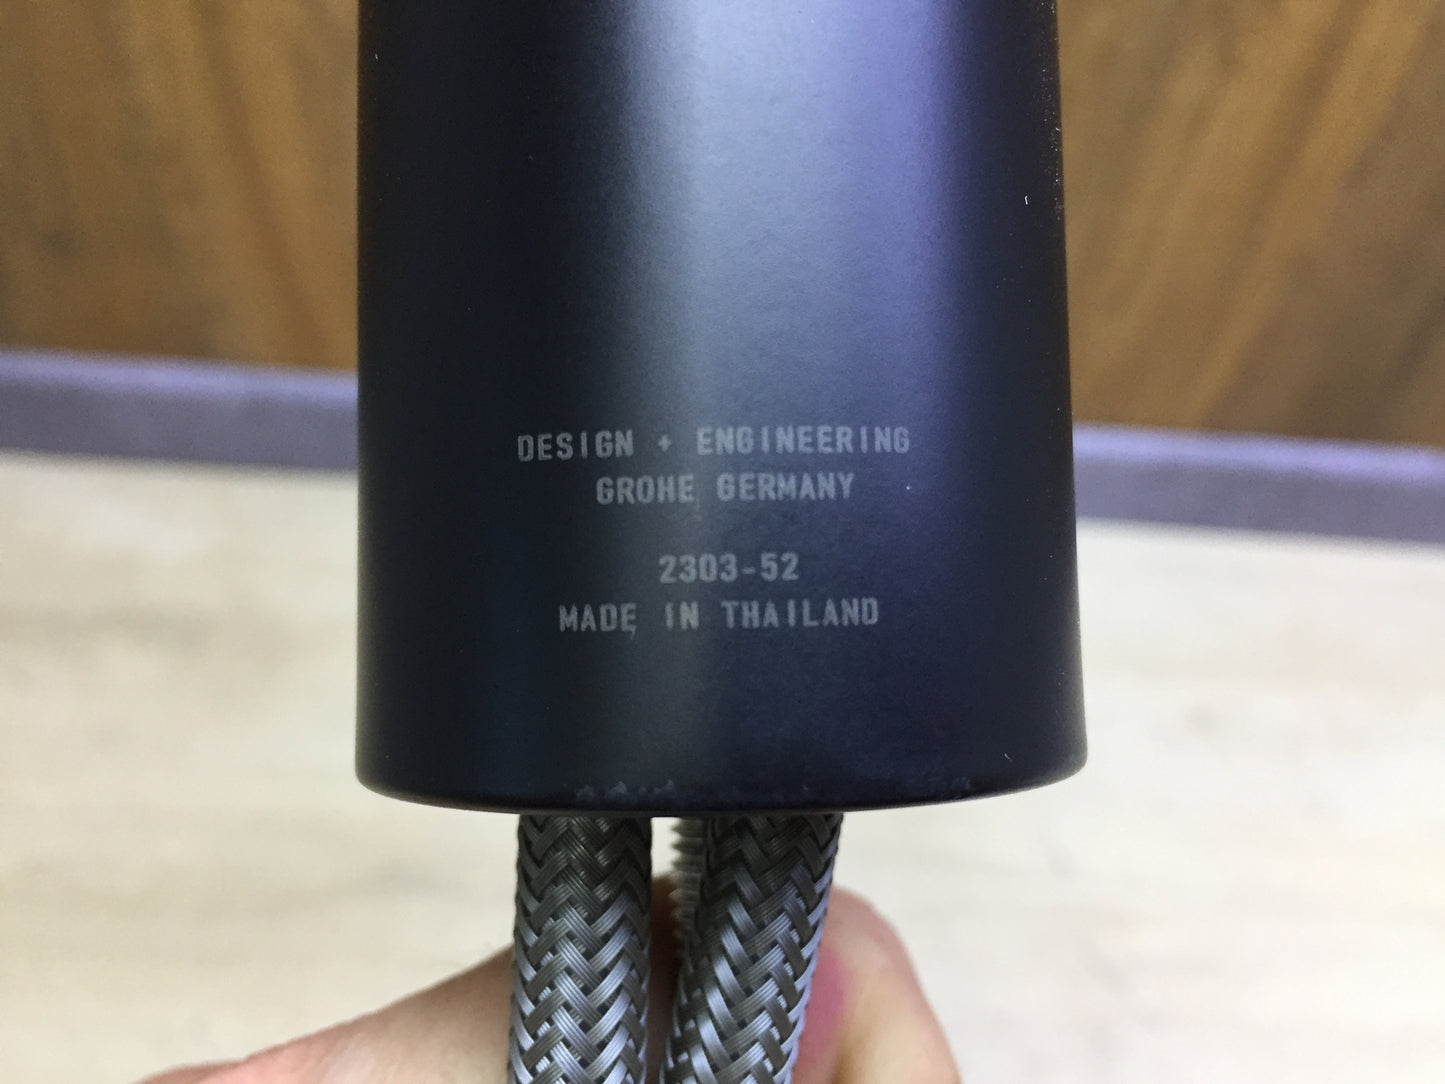 DESIGN + ENGINEERING
GROHE GERMANY
2303-52
MADE IN THAILAND